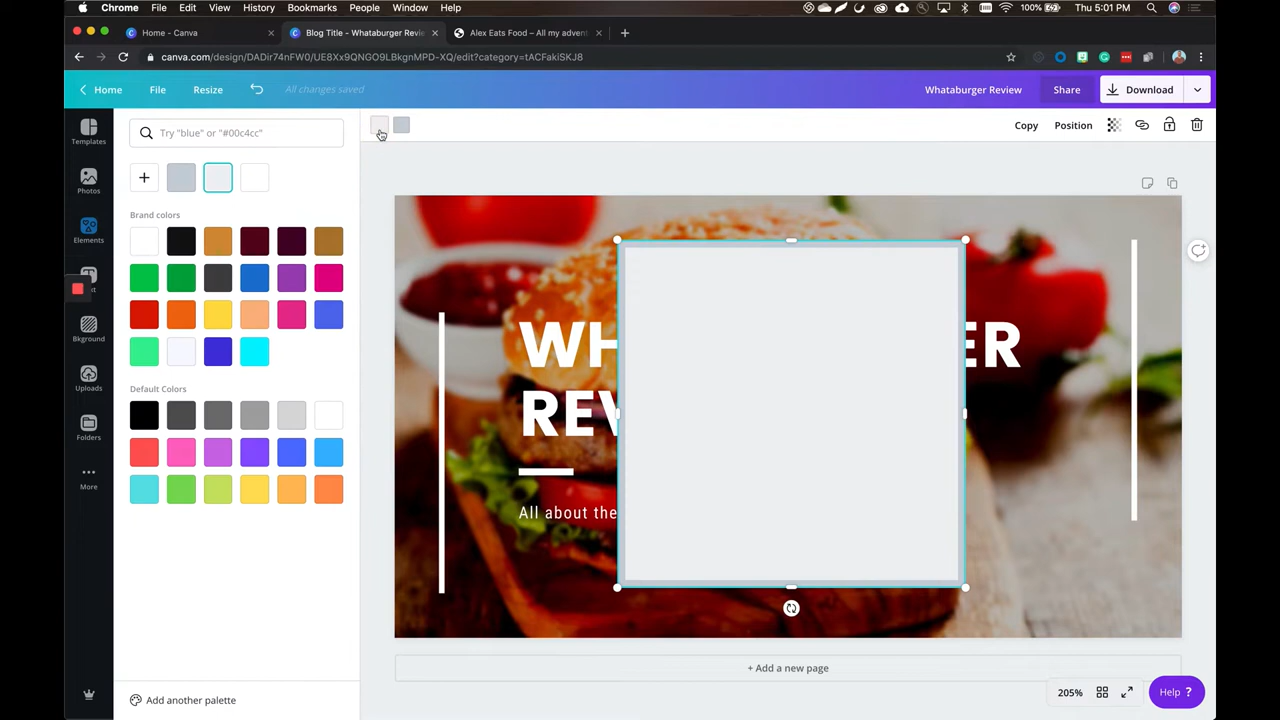 Chrome File Edit View History Bookmarks People Window Help
100% Thu 5:01 PM
Home - Canva
Blog Title - Whataburger Revie
Alex Eats Food – All my advent
canva.com/design/DADir74nFW0/UE8Xx9QNGO9LBkgnMPD-XQ/edit?category=tACFakiSKJ8
Home File Resize All changes saved
Whataburger Review Share Download
Try "blue" or "#00c4cc"
Copy Position
Templates
Photos
Elements
Bkground
Uploads
Folders
More
Brand colors
Default Colors
Add another palette
WH ER
REV
All about the
+ Add a new page
205%
Help ?